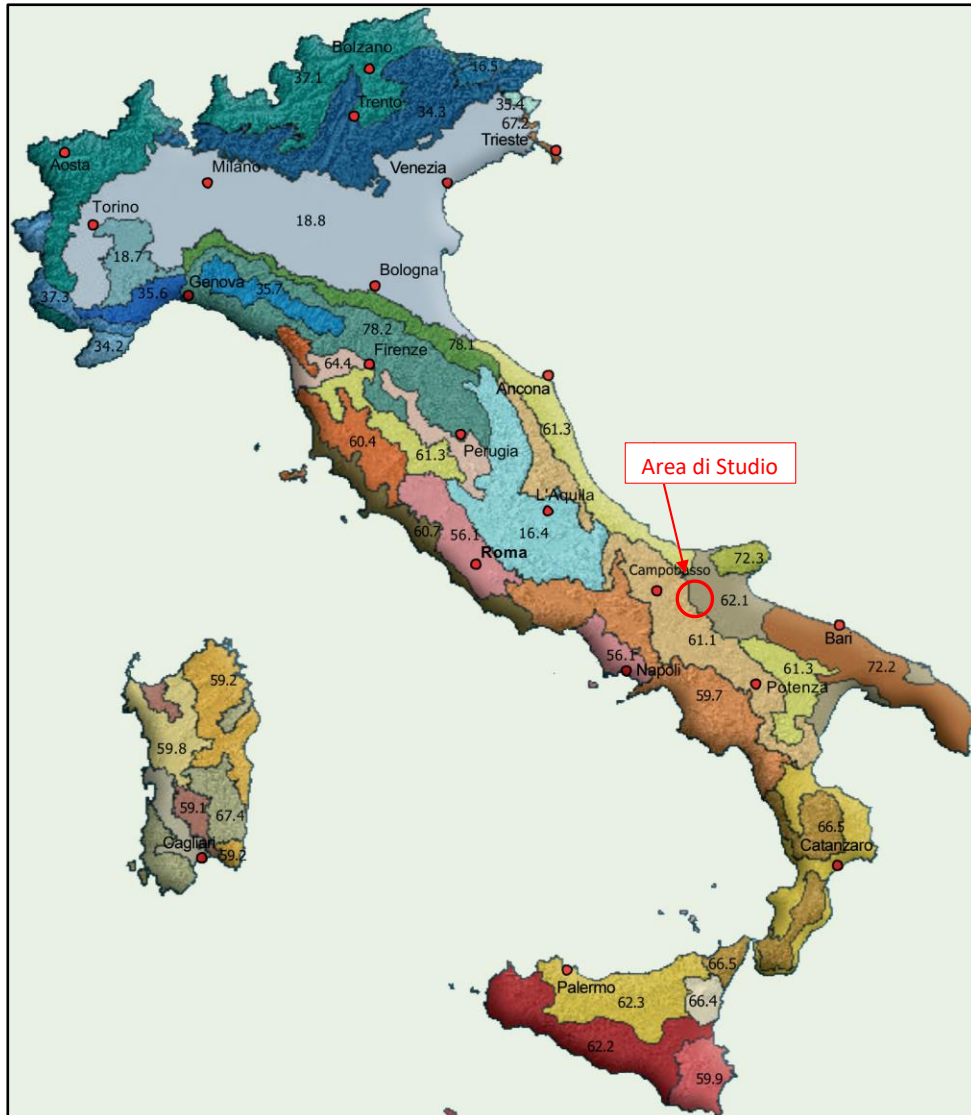 Bolzano
37.1
16.5
Trento
34.3
35.4
67.2
Trieste
Aosta
Milano
Venezia
Torino
18.8
18.7
Bologna
Genova
37.3
35.6
35.7
34.2
78.2
78.1
Firenze
64.4
Ancona
60.4
61.3
61.3
Perugia
Area di Studio
L'Aquila
16.4
60.7
56.1
Roma
72.3
Campobasso
62.1
61.1
Bari
56.1
Napoli
61.3
72.2
59.7
Potenza
59.2
59.8
59.1
67.4
Cagliari
59.2
66.5
Catanzaro
66.5
Palermo
62.3
66.4
62.2
59.9